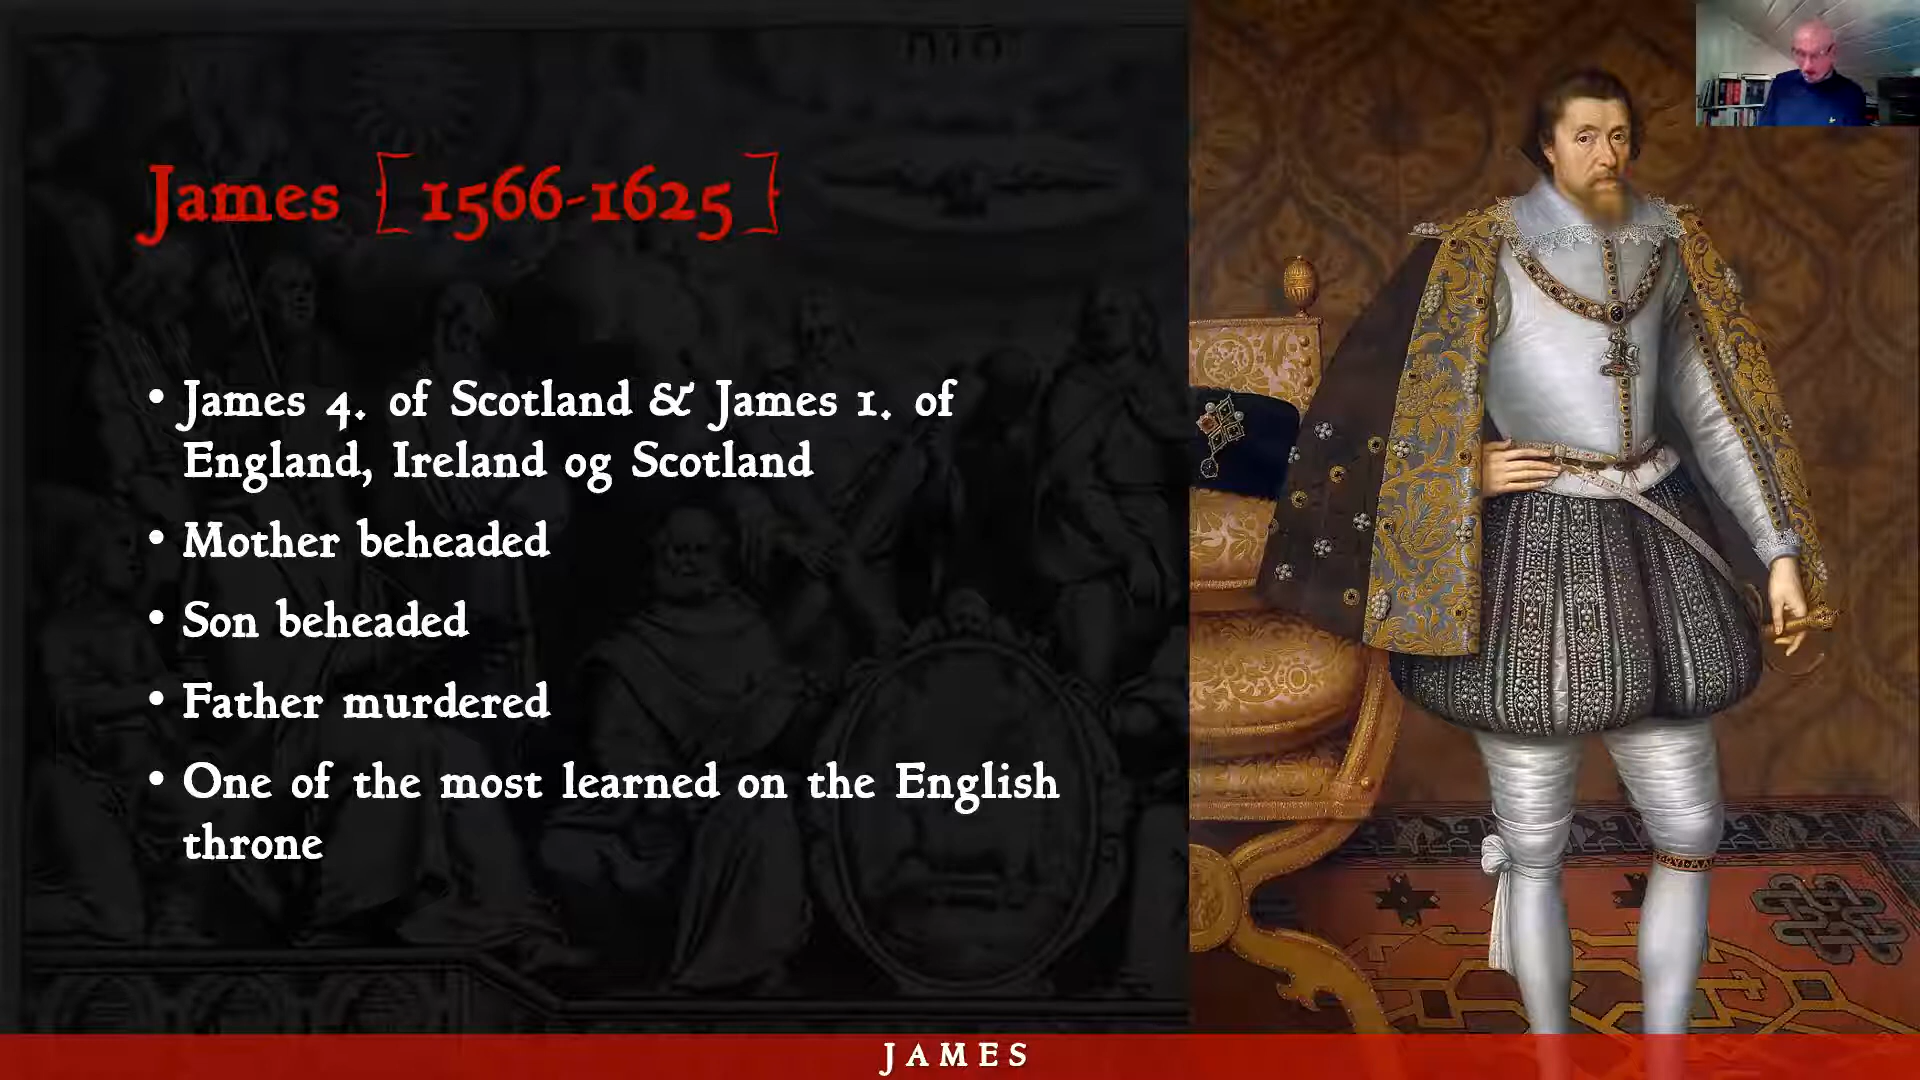 James [1566-1625]
• James 4. of Scotland & James 1. of
England, Ireland og Scotland
• Mother beheaded
• Son beheaded
• Father murdered
• One of the most learned on the English
throne
JAMES